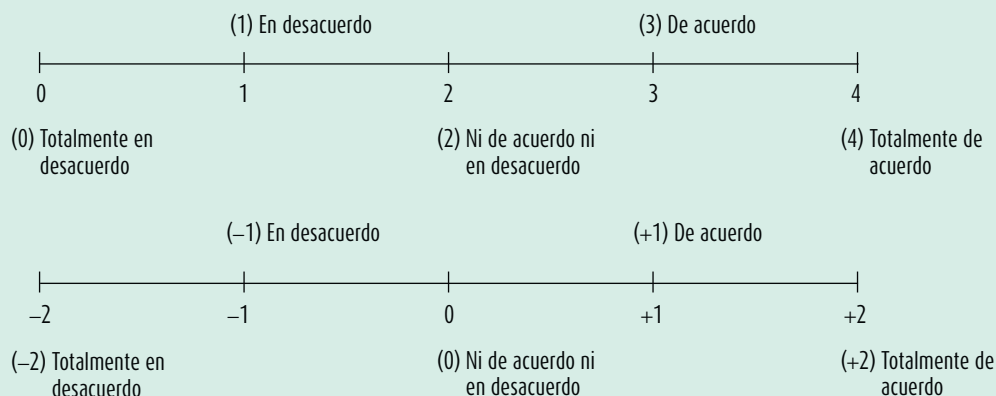 (1) En desacuerdo (3) De acuerdo
0 1 2 3 4
(0) Totalmente en (2) Ni de acuerdo ni (4) Totalmente de
desacuerdo en desacuerdo acuerdo
(–1) En desacuerdo (+1) De acuerdo
–2 –1 0 +1 +2
(–2) Totalmente en (0) Ni de acuerdo ni (+2) Totalmente de
desacuerdo en desacuerdo acuerdo